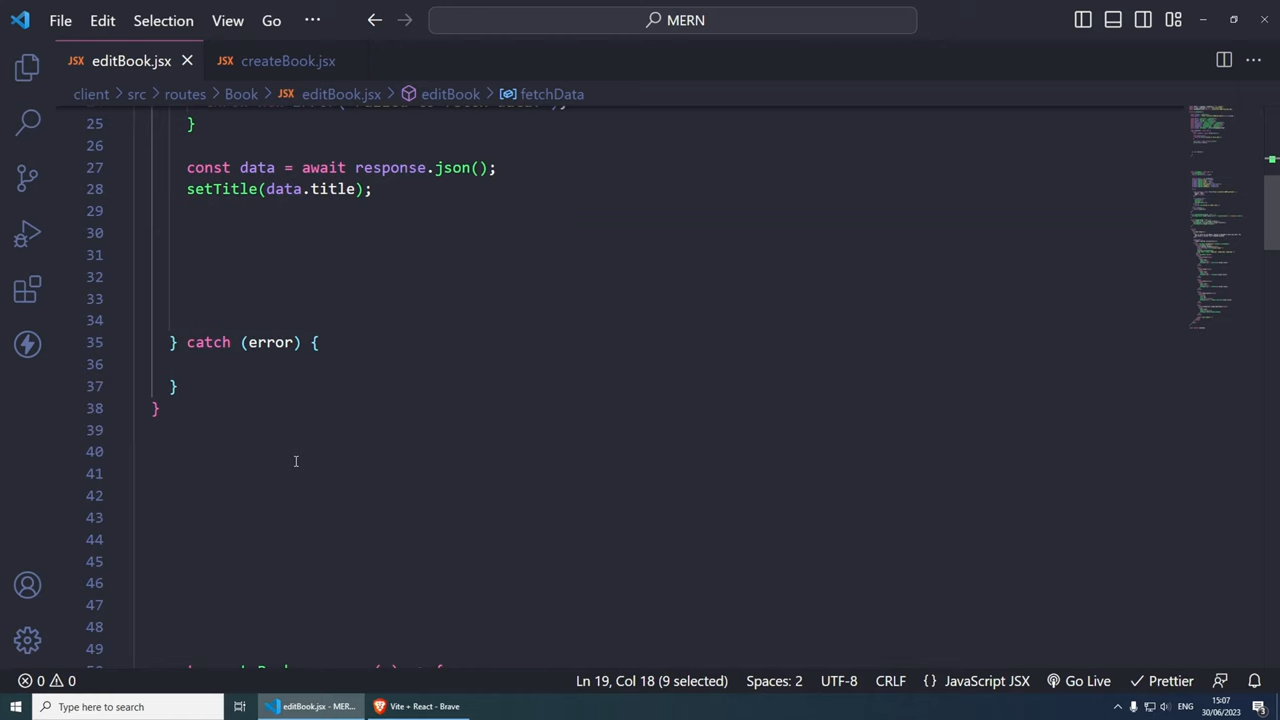 File Edit Selection View Go ··· MERN
JSX editBook.jsx JSX createBook.jsx
client > src > routes > Book > JSX editBook.jsx > editBook > fetchData
25 }
26
27 const data = await response.json();
28 setTitle(data.title);
29
30
31
32
33
34
35 } catch (error) {
36
37 }
38 }
39
40
41
42
43
44
45
46
47
48
49
0 0 Ln 19, Col 18 (9 selected) Spaces: 2 UTF-8 CRLF {} JavaScript JSX Go Live Prettier
Type here to search editBook.jsx - MER... Vite + React - Brave ENG 15:07
30/06/2023 3